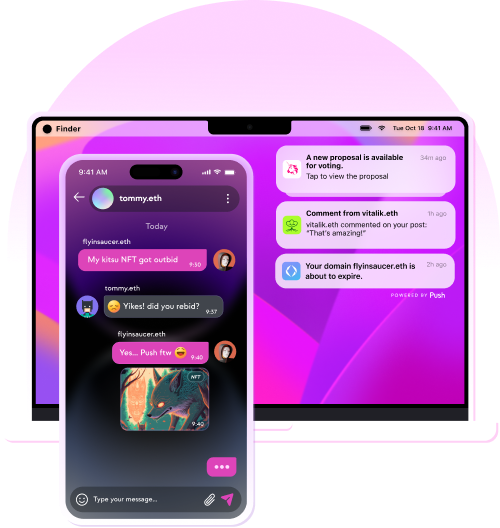 Finder
Tue Oct 18 9:41 AM
A new proposal is available
for voting.
34m ago
Tap to view the proposal
Comment from vitalik.eth
1h ago
vitalik.eth commented on your post:
"That's amazing!"
Your domain flyinsaucer.eth is
about to expire.
2h ago
POWERED BY Push
9:41 AM
tommy.eth
Today
flyinsaucer.eth
My kitsu NFT got outbid
9:50
tommy.eth
😞 Yikes! did you rebid?
9:37
flyinsaucer.eth
Yes... Push ftw 😄
9:40
NFT
9:40
Type your message...